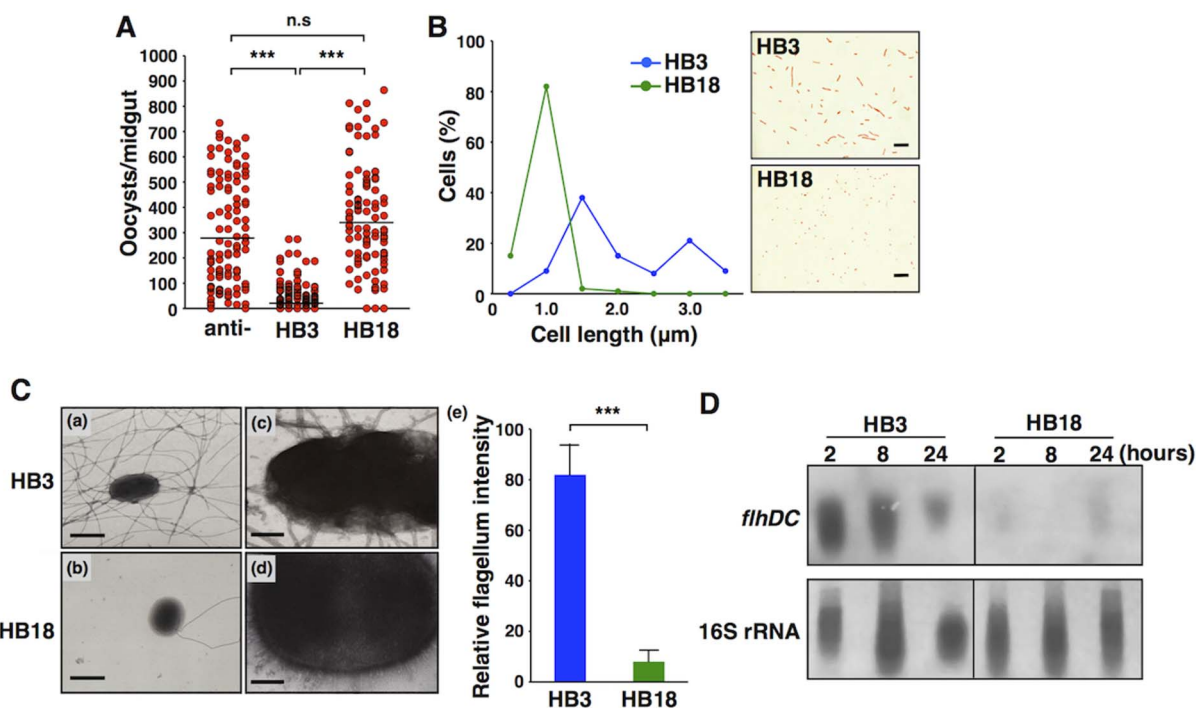 A
n.s
*** ***
Oocysts/midgut
1000
900
800
700
600
500
400
300
200
100
0
anti- HB3 HB18
B
Cells (%)
100
80
60
40
20
0
HB3
HB18
0 1.0 2.0 3.0
Cell length (µm)
HB3
HB18
C
HB3
HB18
(a)
(c)
(b)
(d)
(e)
Relative flagellum intensity
100
80
60
40
20
0
***
HB3 HB18
D
HB3 HB18
2 8 24 2 8 24 (hours)
flhDC
16S rRNA